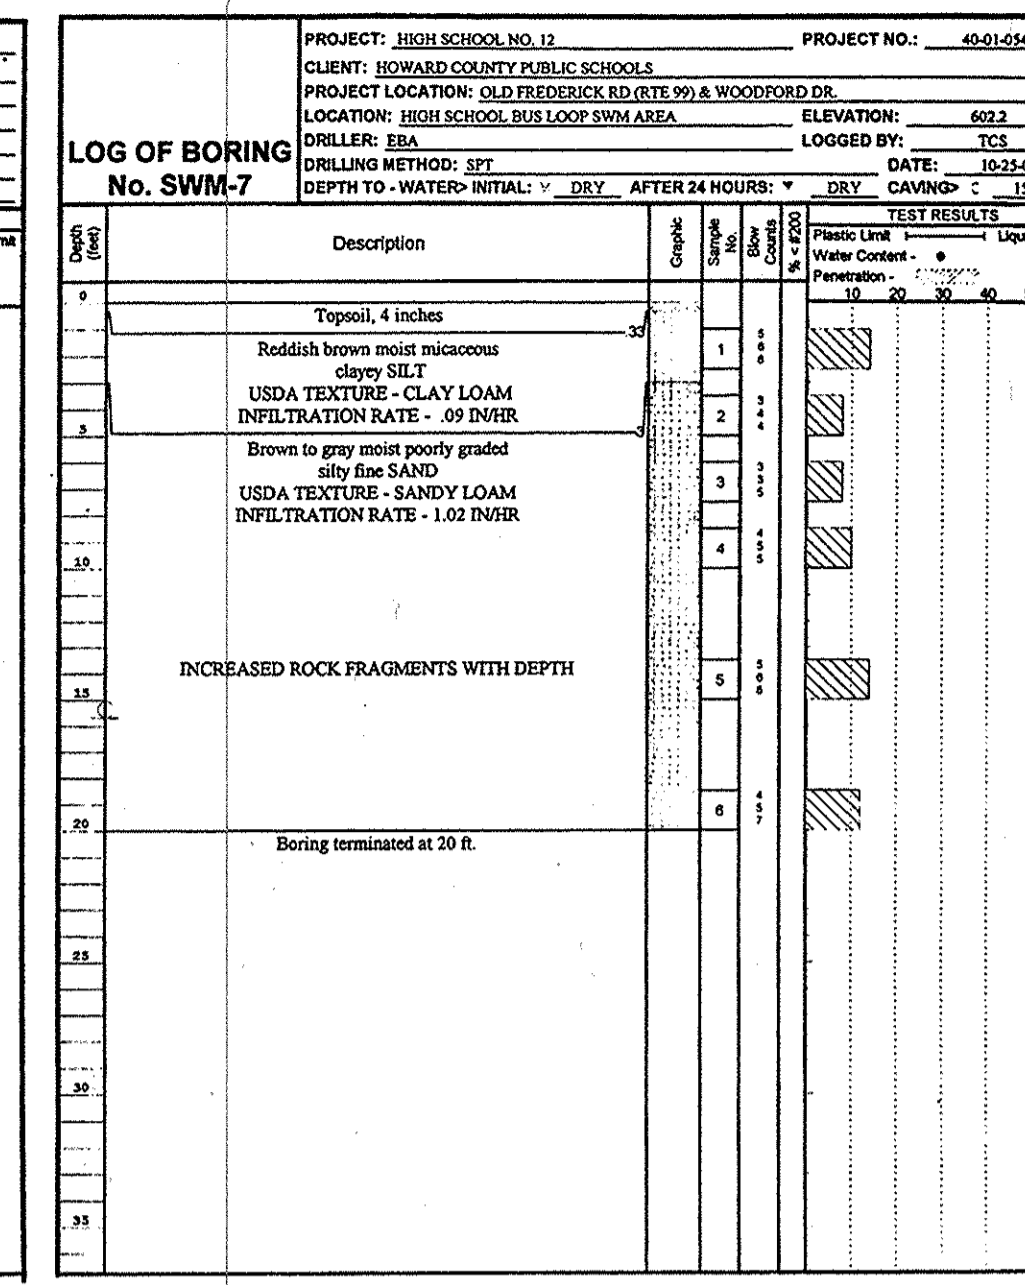 PROJECT: HIGH SCHOOL NO. 12 PROJECT NO.: 40-01-054
CLIENT: HOWARD COUNTY PUBLIC SCHOOLS
PROJECT LOCATION: OLD FREDERICK RD (RTE 99) & WOODFORD DR.
LOCATION: HIGH SCHOOL BUS LOOP SWM AREA ELEVATION: 602.2
LOG OF BORING
No. SWM-7
DRILLER: EBA LOGGED BY: TCS
DRILLING METHOD: SPT DATE: 10-25-
DEPTH TO - WATER> INITIAL: DRY AFTER 24 HOURS: ▼ DRY CAVING>
Depth (feet)
Description
Graphic
Sample No.
Blow Counts
% < #200
TEST RESULTS
Plastic Limit
Water Content - ●
Penetration -
10 20 30 40
0
Topsoil, 4 inches
.33
Reddish brown moist micaceous
clayey SILT
USDA TEXTURE - CLAY LOAM
INFILTRATION RATE - .09 IN/HR
1
2 3 4 4
5
3
Brown to gray moist poorly graded
silty fine SAND
USDA TEXTURE - SANDY LOAM
INFILTRATION RATE - 1.02 IN/HR
3 3 3 5
4 4 5 5
10
INCREASED ROCK FRAGMENTS WITH DEPTH
5
15
6 4 5 7
20
Boring terminated at 20 ft.
25
30
35